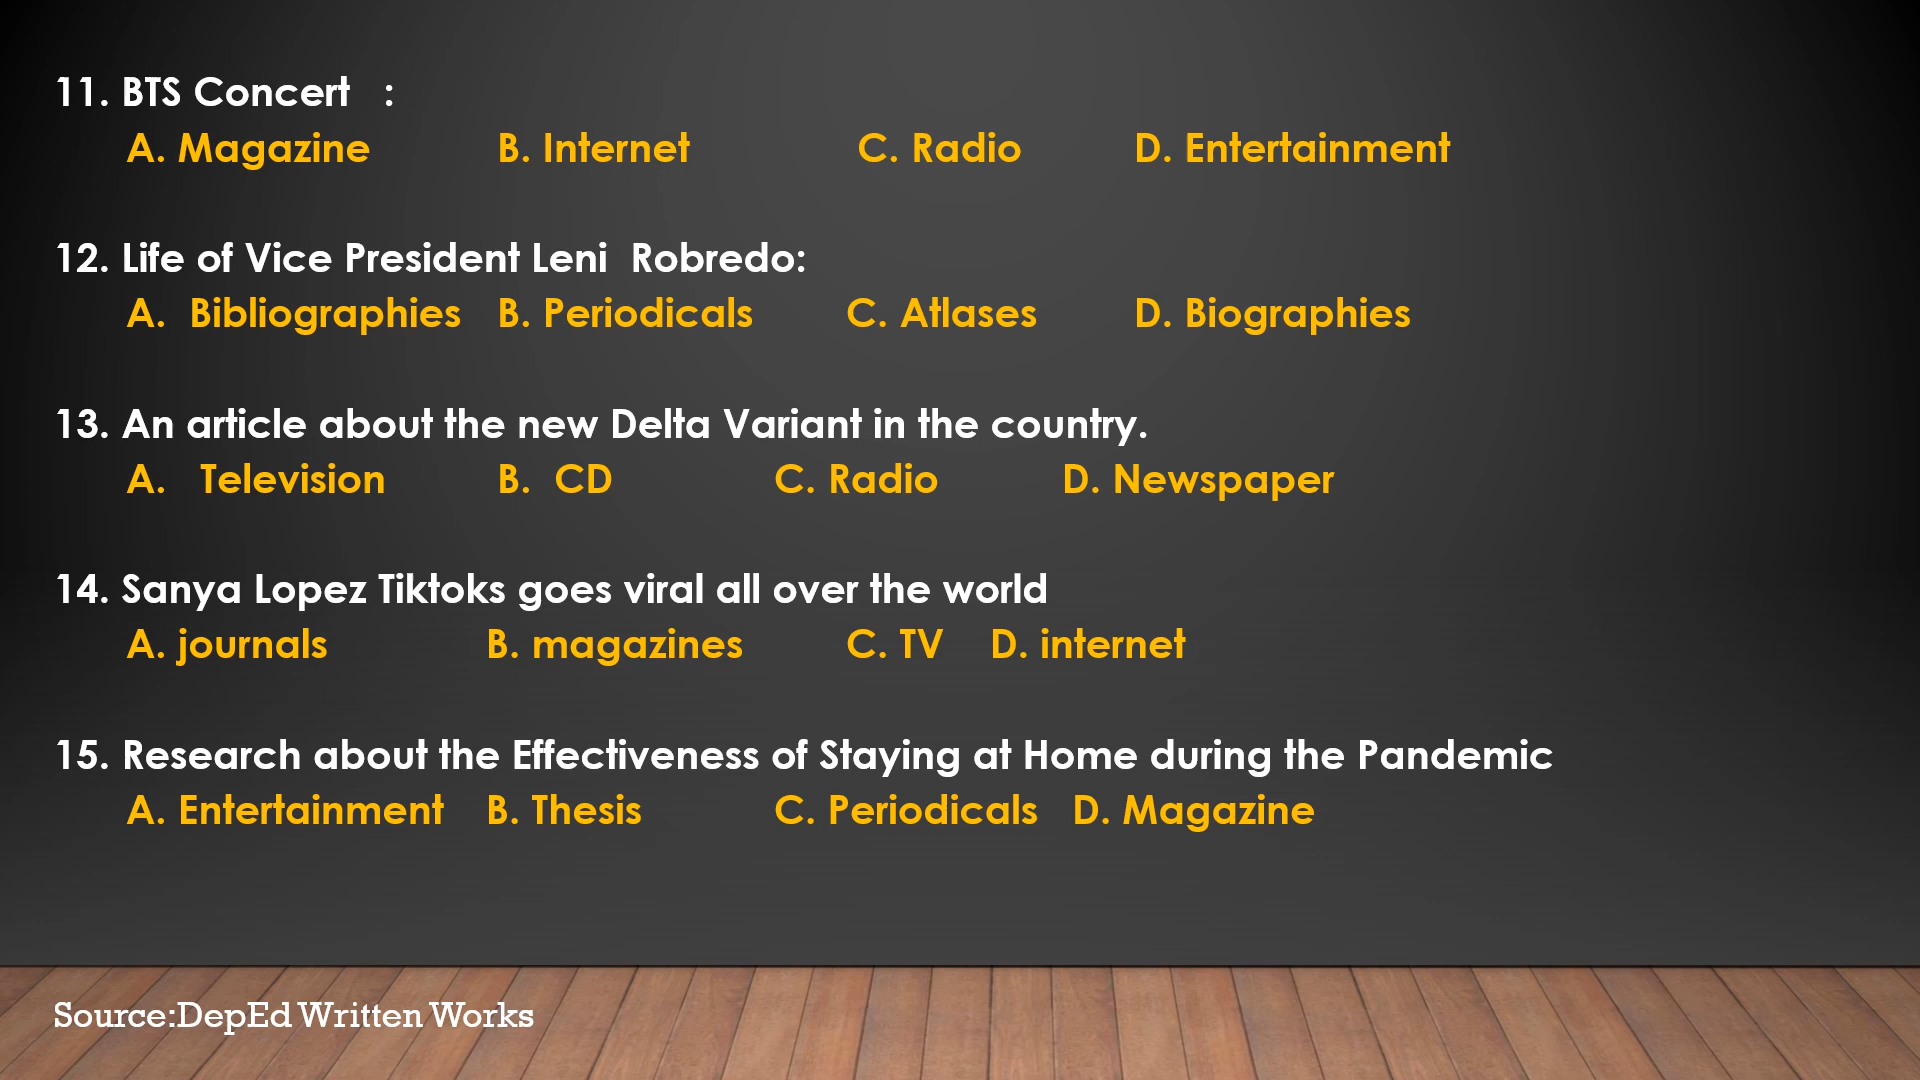 11. BTS Concert :
A. Magazine B. Internet C. Radio D. Entertainment
12. Life of Vice President Leni Robredo:
A. Bibliographies B. Periodicals C. Atlases D. Biographies
13. An article about the new Delta Variant in the country.
A. Television B. CD C. Radio D. Newspaper
14. Sanya Lopez Tiktoks goes viral all over the world
A. journals B. magazines C. TV D. internet
15. Research about the Effectiveness of Staying at Home during the Pandemic
A. Entertainment B. Thesis C. Periodicals D. Magazine
Source:DepEd Written Works